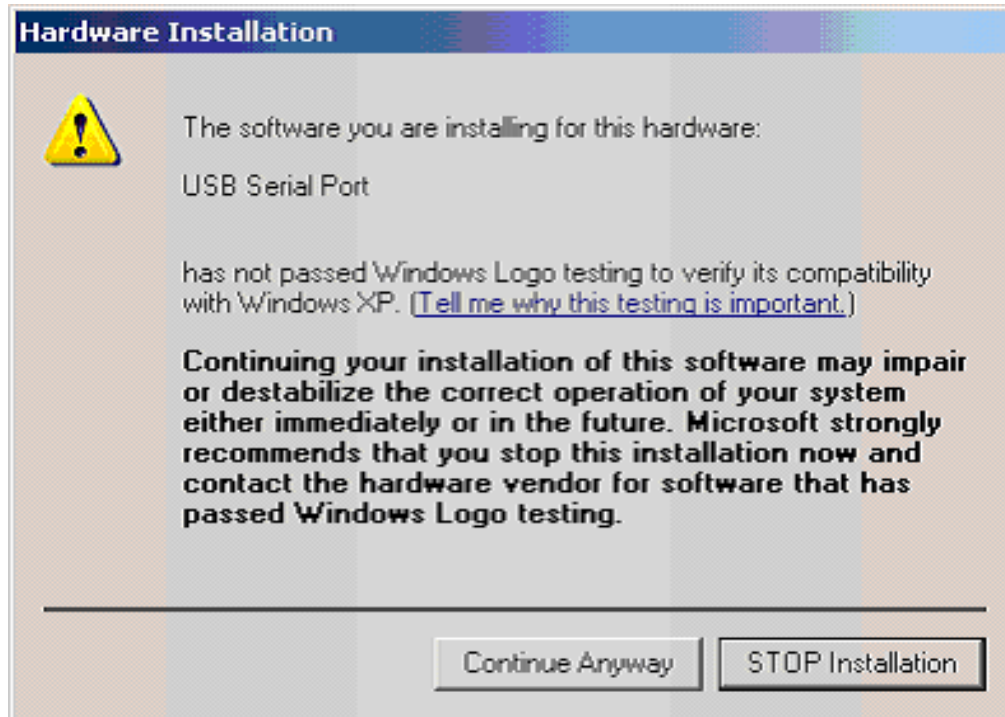 Hardware Installation
The software you are installing for this hardware:
USB Serial Port
has not passed Windows Logo testing to verify its compatibility
with Windows XP. (Tell me why this testing is important.)
Continuing your installation of this software may impair
or destabilize the correct operation of your system
either immediately or in the future. Microsoft strongly
recommends that you stop this installation now and
contact the hardware vendor for software that has
passed Windows Logo testing.
Continue Anyway
STOP Installation